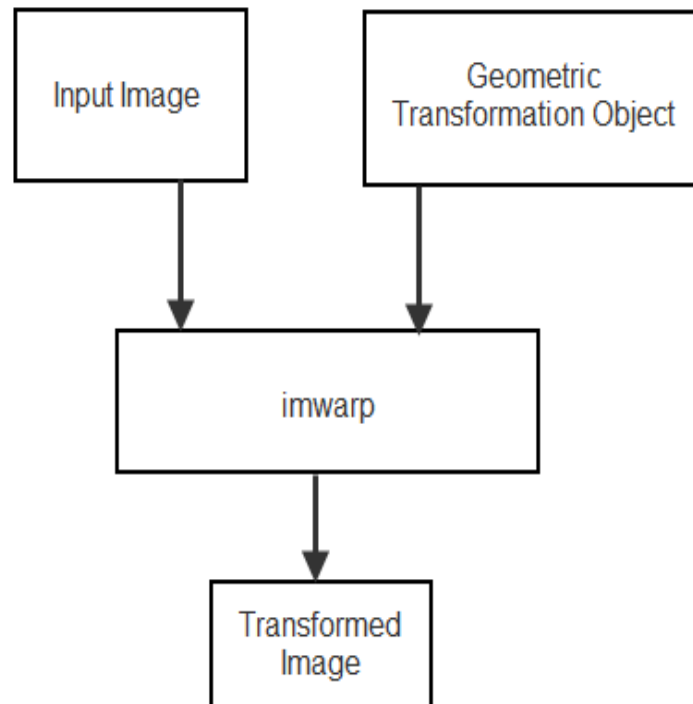 Input Image
Geometric
Transformation Object
imwarp
Transformed
Image